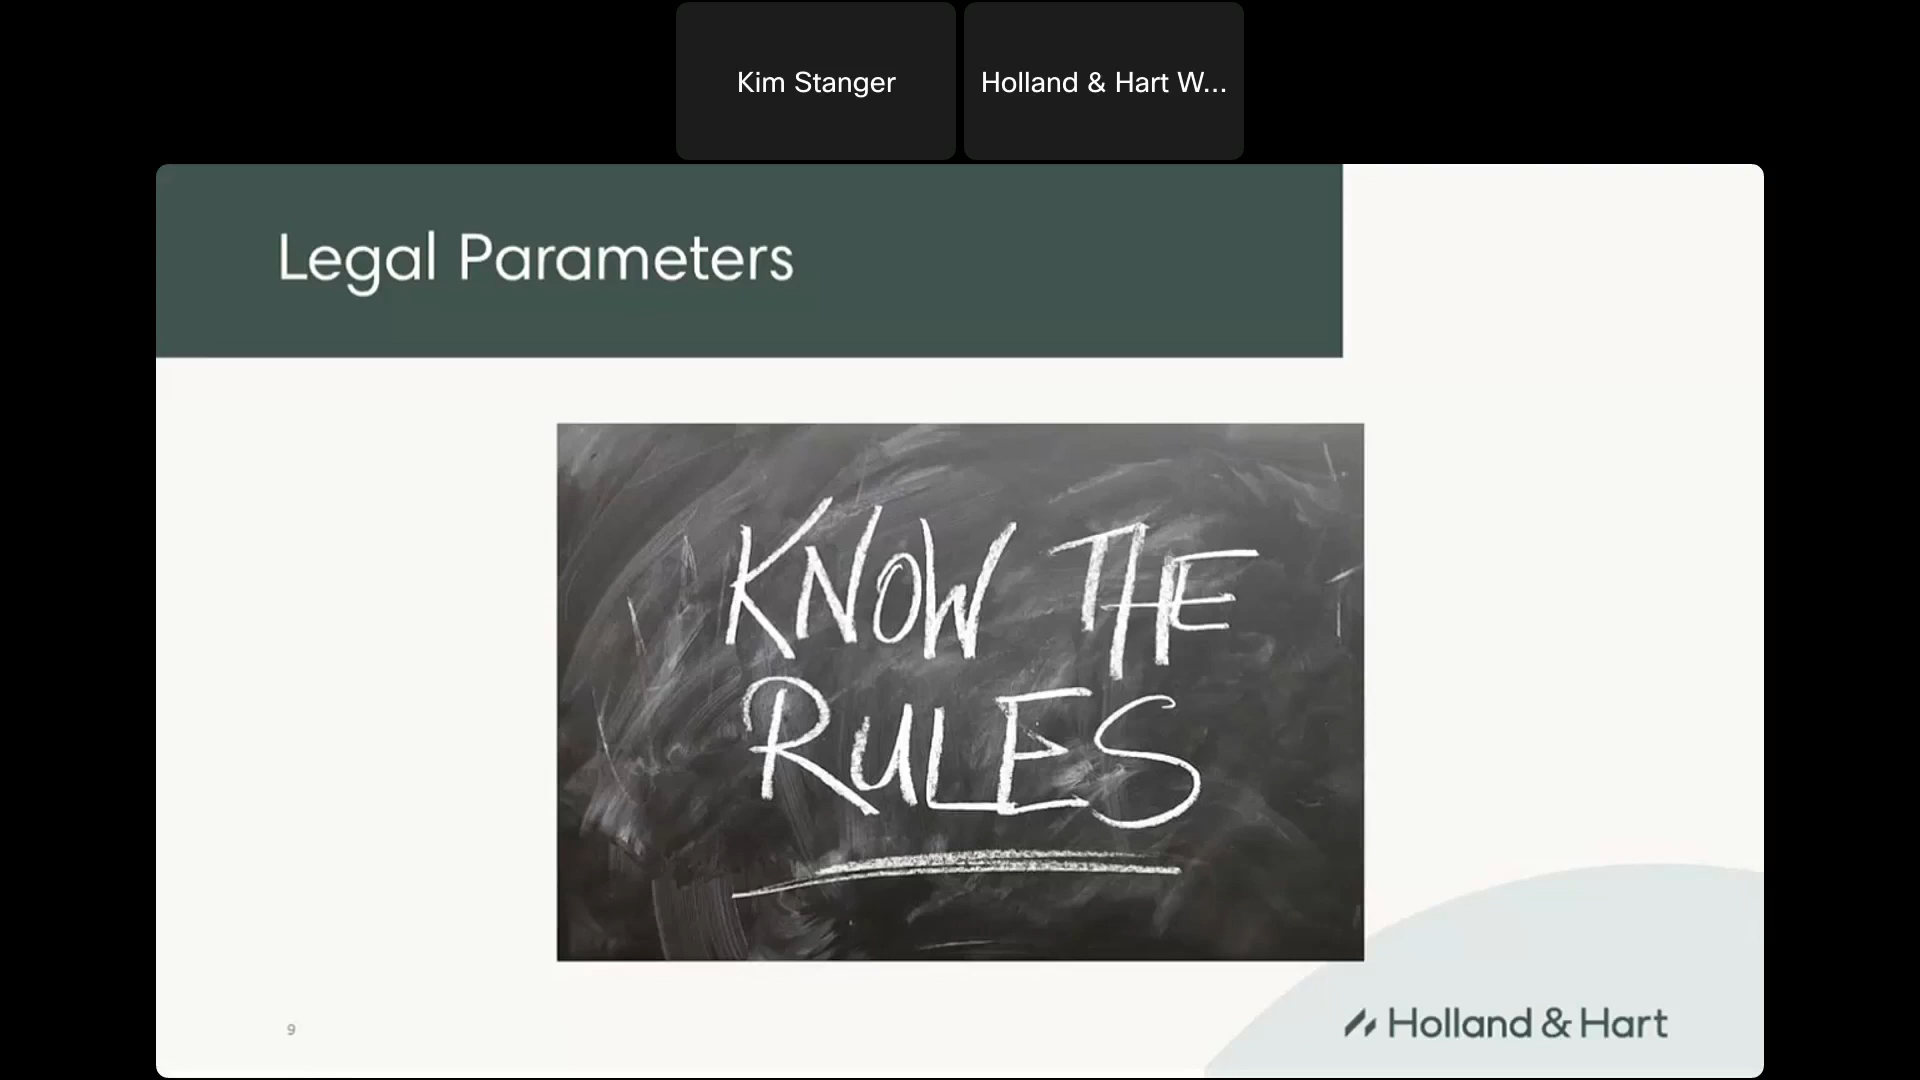 Kim Stanger
Holland & Hart W...
Legal Parameters
KNOW THE
RULES
9
Holland & Hart